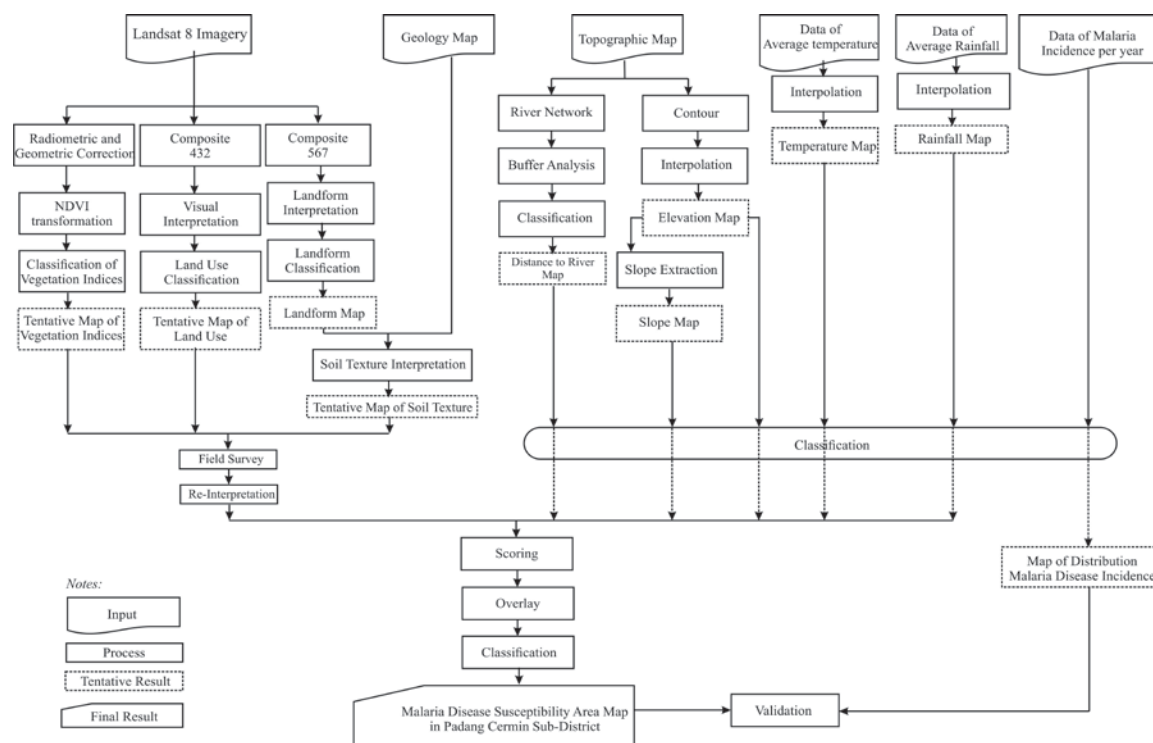 Landsat 8 Imagery
Geology Map
Topographic Map
Data of
Average temperature
Data of
Average Rainfall
Data of Malaria
Incidence per year
Radiometric and
Geometric Correction
Composite
432
Composite
567
River Network
Contour
Interpolation
Interpolation
NDVI
transformation
Visual
Interpretation
Landform
Interpretation
Buffer Analysis
Interpolation
Temperature Map
Rainfall Map
Classification of
Vegetation Indices
Land Use
Classification
Landform
Classification
Classification
Elevation Map
Tentative Map of
Vegetation Indices
Tentative Map of
Land Use
Landform Map
Distance to River
Map
Slope Extraction
Slope Map
Soil Texture Interpretation
Tentative Map of Soil Texture
Classification
Field Survey
Re-Interpretation
Scoring
Overlay
Classification
Map of Distribution
Malaria Disease Incidence
Malaria Disease Susceptibility Area Map
in Padang Cermin Sub-District
Validation
Notes:
Input
Process
Tentative Result
Final Result